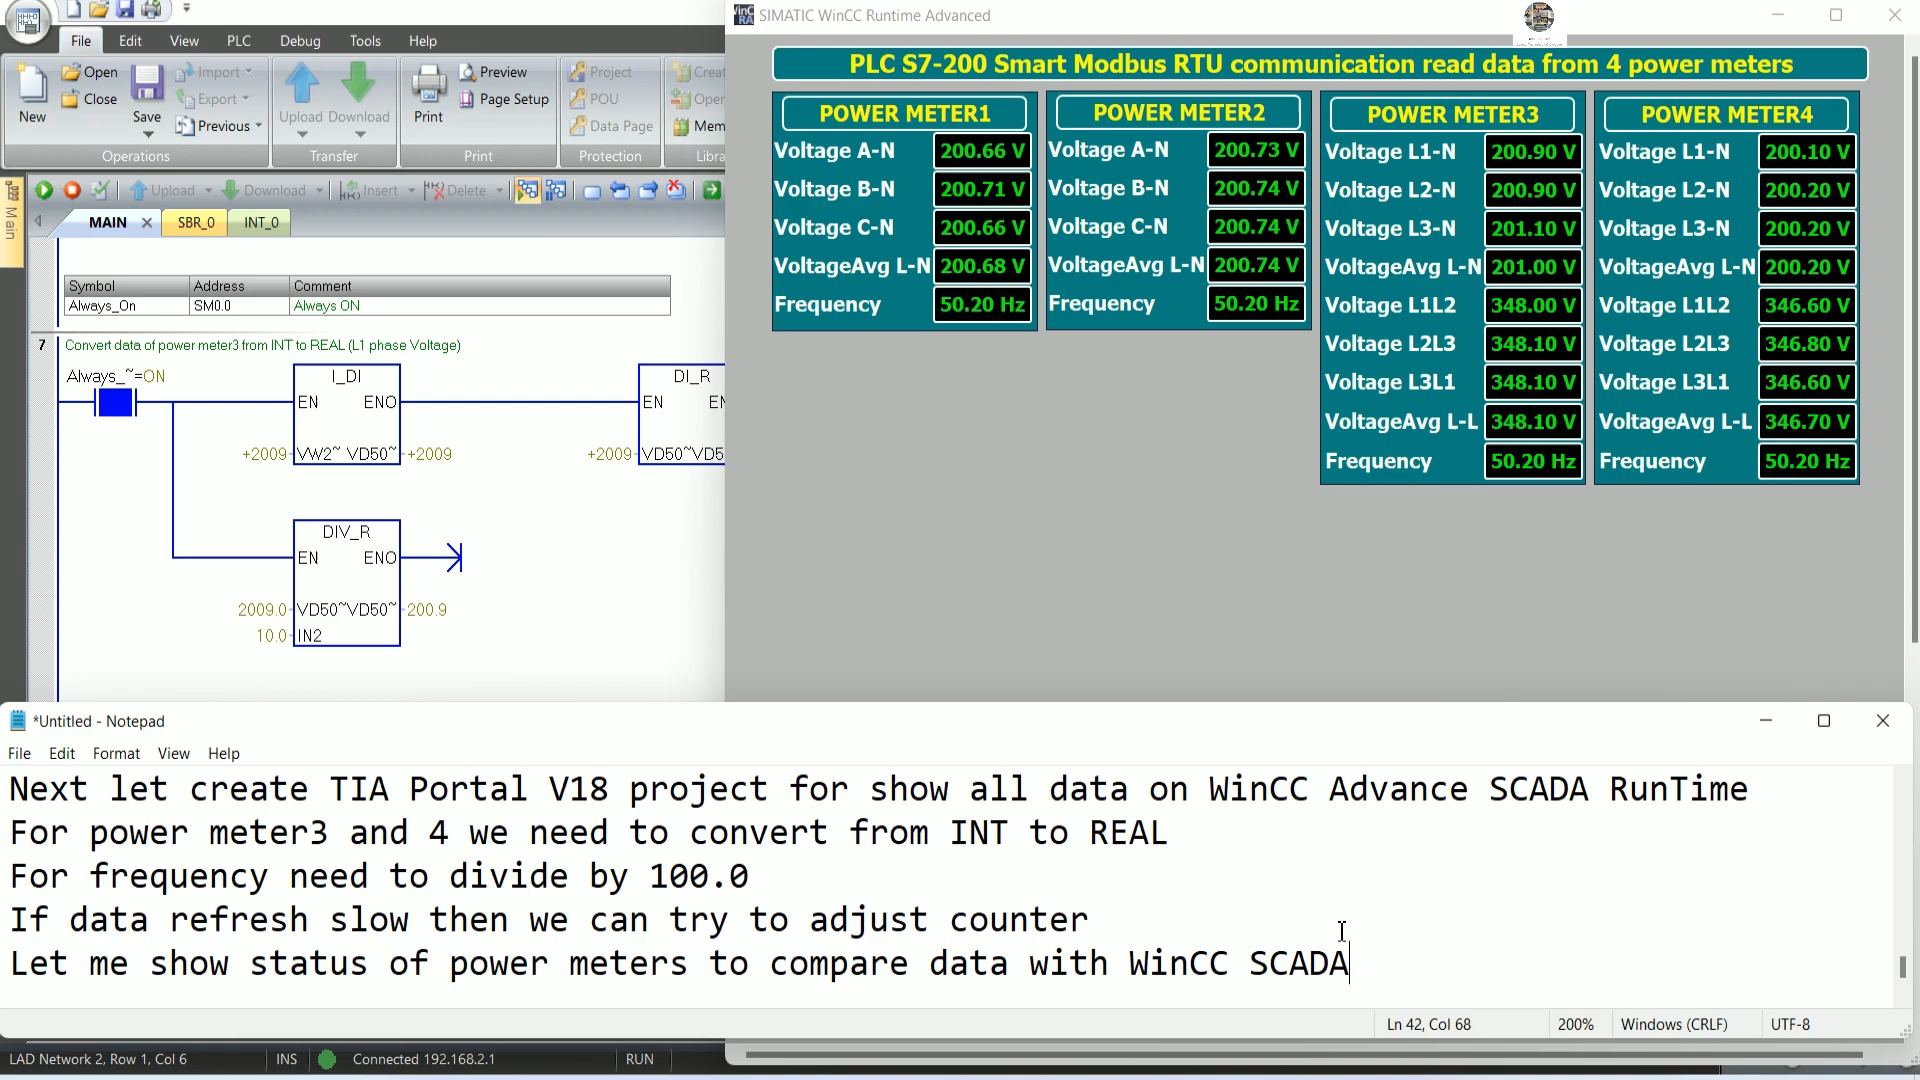 SIMATIC WinCC Runtime Advanced
File Edit View PLC Debug Tools Help
New Open Close Save Import Export Previous
Upload Download
Print Preview Page Setup
Project POU Data Page
Operations Transfer Print Protection
Upload Download Insert Delete
Main
MAIN SBR_0 INT_0
Symbol Address Comment
Always_On SM0.0 Always ON
7 Convert data of power meter3 from INT to REAL (L1 phase Voltage)
Always_~=ON I_DI DI_R
EN ENO EN
+2009 VW2~ VD50~ +2009 +2009 VD50~VD5
DIV_R
EN ENO
2009.0 VD50~VD50~ 200.9
10.0 IN2
PLC S7-200 Smart Modbus RTU communication read data from 4 power meters
POWER METER1
Voltage A-N 200.66 V
Voltage B-N 200.71 V
Voltage C-N 200.66 V
VoltageAvg L-N 200.68 V
Frequency 50.20 Hz
POWER METER2
Voltage A-N 200.73 V
Voltage B-N 200.74 V
Voltage C-N 200.74 V
VoltageAvg L-N 200.74 V
Frequency 50.20 Hz
POWER METER3
Voltage L1-N 200.90 V
Voltage L2-N 200.90 V
Voltage L3-N 201.10 V
VoltageAvg L-N 201.00 V
Voltage L1L2 348.00 V
Voltage L2L3 348.10 V
Voltage L3L1 348.10 V
VoltageAvg L-L 348.10 V
Frequency 50.20 Hz
POWER METER4
Voltage L1-N 200.10 V
Voltage L2-N 200.20 V
Voltage L3-N 200.20 V
VoltageAvg L-N 200.20 V
Voltage L1L2 346.60 V
Voltage L2L3 346.80 V
Voltage L3L1 346.60 V
VoltageAvg L-L 346.70 V
Frequency 50.20 Hz
*Untitled - Notepad
File Edit Format View Help
Next let create TIA Portal V18 project for show all data on WinCC Advance SCADA RunTime
For power meter3 and 4 we need to convert from INT to REAL
For frequency need to divide by 100.0
If data refresh slow then we can try to adjust counter
Let me show status of power meters to compare data with WinCC SCADA
Ln 42, Col 68 200% Windows (CRLF) UTF-8
LAD Network 2, Row 1, Col 6 INS Connected 192.168.2.1 RUN